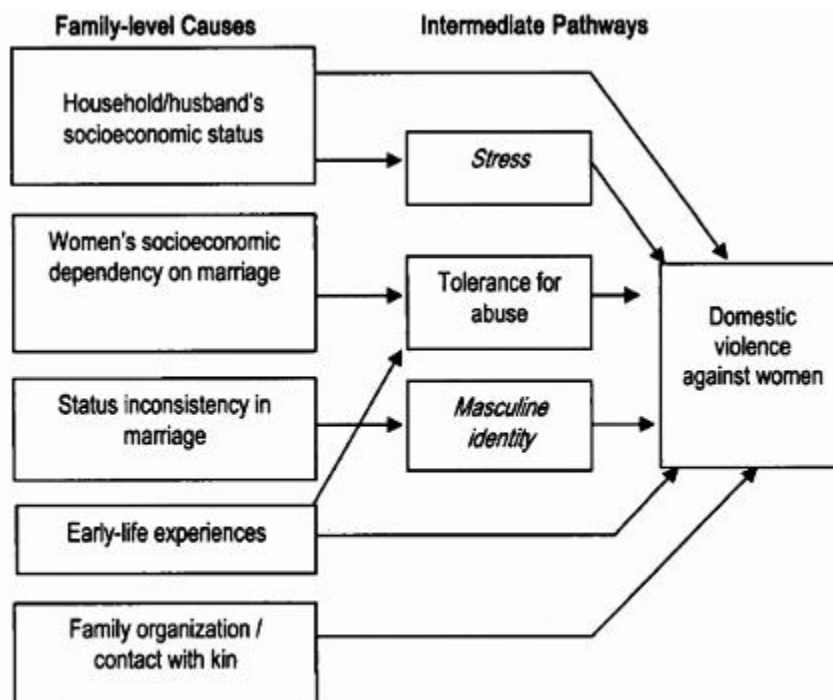 Family-level Causes
Intermediate Pathways
Household/husband's
socioeconomic status
Stress
Women's socioeconomic
dependency on marriage
Tolerance for
abuse
Domestic
violence
against women
Status inconsistency in
marriage
Masculine
identity
Early-life experiences
Family organization /
contact with kin